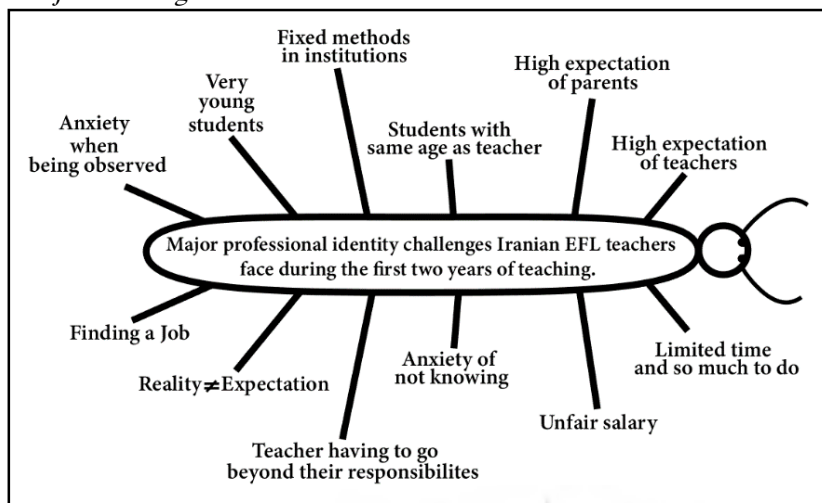 Fixed methods
in institutions
High expectation
of parents
Very
young
students
Anxiety
when
being observed
Students with
same age as teacher
High expectation
of teachers
Major professional identity challenges Iranian EFL teachers
face during the first two years of teaching.
Finding a Job
Reality≠Expectation
Anxiety of
not knowing
Limited time
and so much to do
Unfair salary
Teacher having to go
beyond their responsibilites